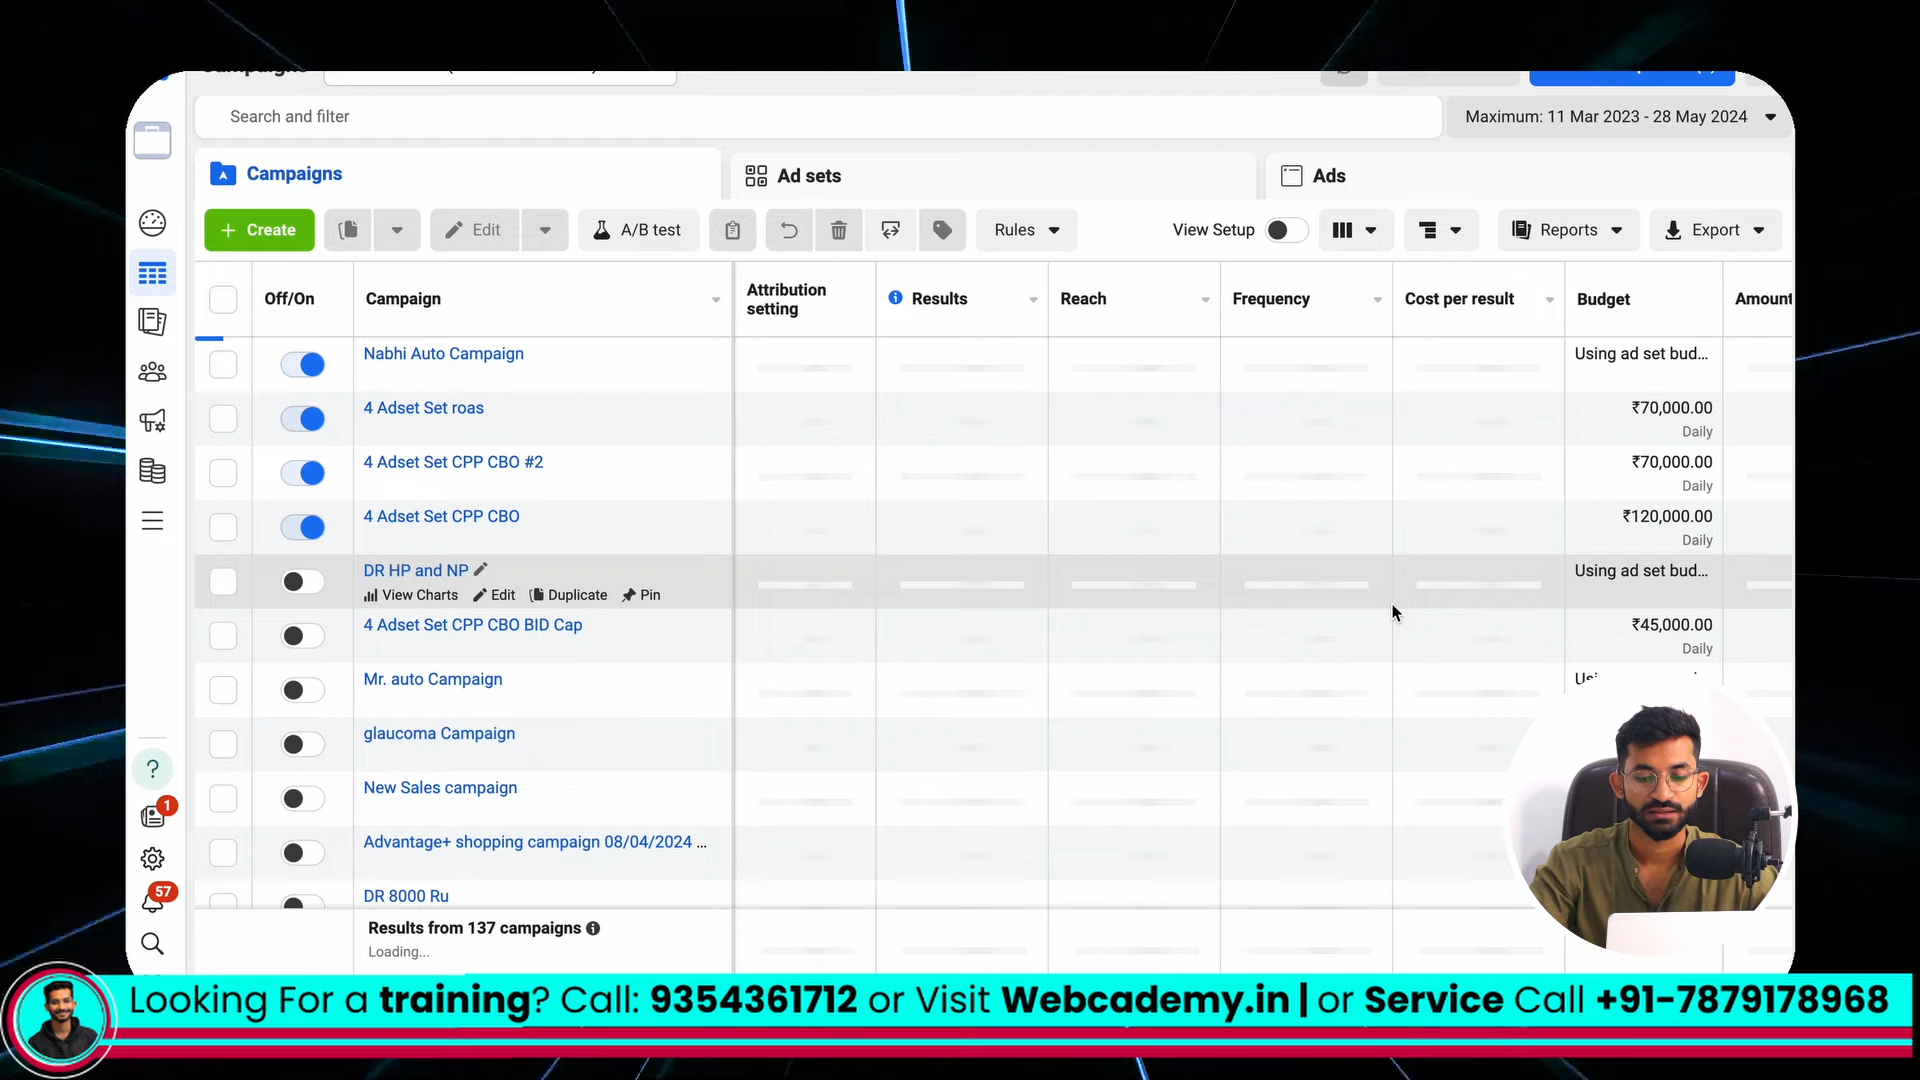 Search and filter
Maximum: 11 Mar 2023 - 28 May 2024
Campaigns
Ad sets
Ads
+ Create
Edit
A/B test
Rules
View Setup
Reports
Export
Off/On
Campaign
Attribution setting
Results
Reach
Frequency
Cost per result
Budget
Amount
Nabhi Auto Campaign
Using ad set bud...
4 Adset Set roas
₹70,000.00
Daily
4 Adset Set CPP CBO #2
₹70,000.00
Daily
4 Adset Set CPP CBO
₹120,000.00
Daily
DR HP and NP
Using ad set bud...
View Charts
Edit
Duplicate
Pin
4 Adset Set CPP CBO BID Cap
₹45,000.00
Daily
Mr. auto Campaign
glaucoma Campaign
New Sales campaign
Advantage+ shopping campaign 08/04/2024 ...
DR 8000 Ru
Results from 137 campaigns
Loading...
?
1
57
Looking For a training? Call: 9354361712 or Visit Webcademy.in | or Service Call +91-7879178968